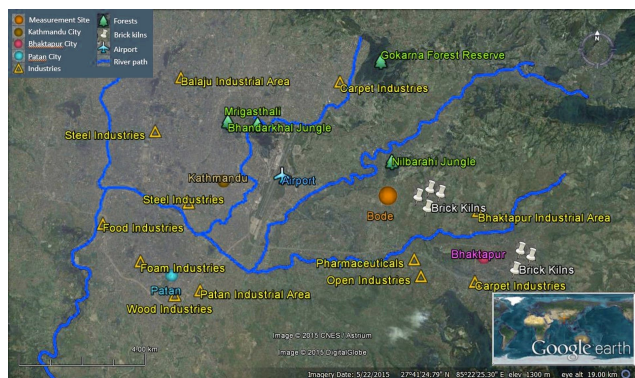 Measurement Site
Kathmandu City
Bhaktapur City
Patan City
Industries
Forests
Brick kilns
Airport
River path
N
Gokarna Forest Reserve
Balaju Industrial Area
Carpet Industries
Mrigasthali
Bhandarkhal Jungle
Steel Industries
Nilbarahi Jungle
Kathmandu
Airport
Steel Industries
Bode
Brick Kilns
Bhaktapur Industrial Area
Food Industries
Bhaktapur
Foam Industries
Pharmaceuticals
Brick Kilns
Patan
Open Industries
Carpet Industries
Patan Industrial Area
Wood Industries
Image © 2015 CNES / Astrium
4.00 km
Image © 2015 DigitalGlobe
Google earth
Imagery Date: 5/22/2015 27°41'24.79" N 85°22'25.30" E elev 1300 m eye alt 19.00 km